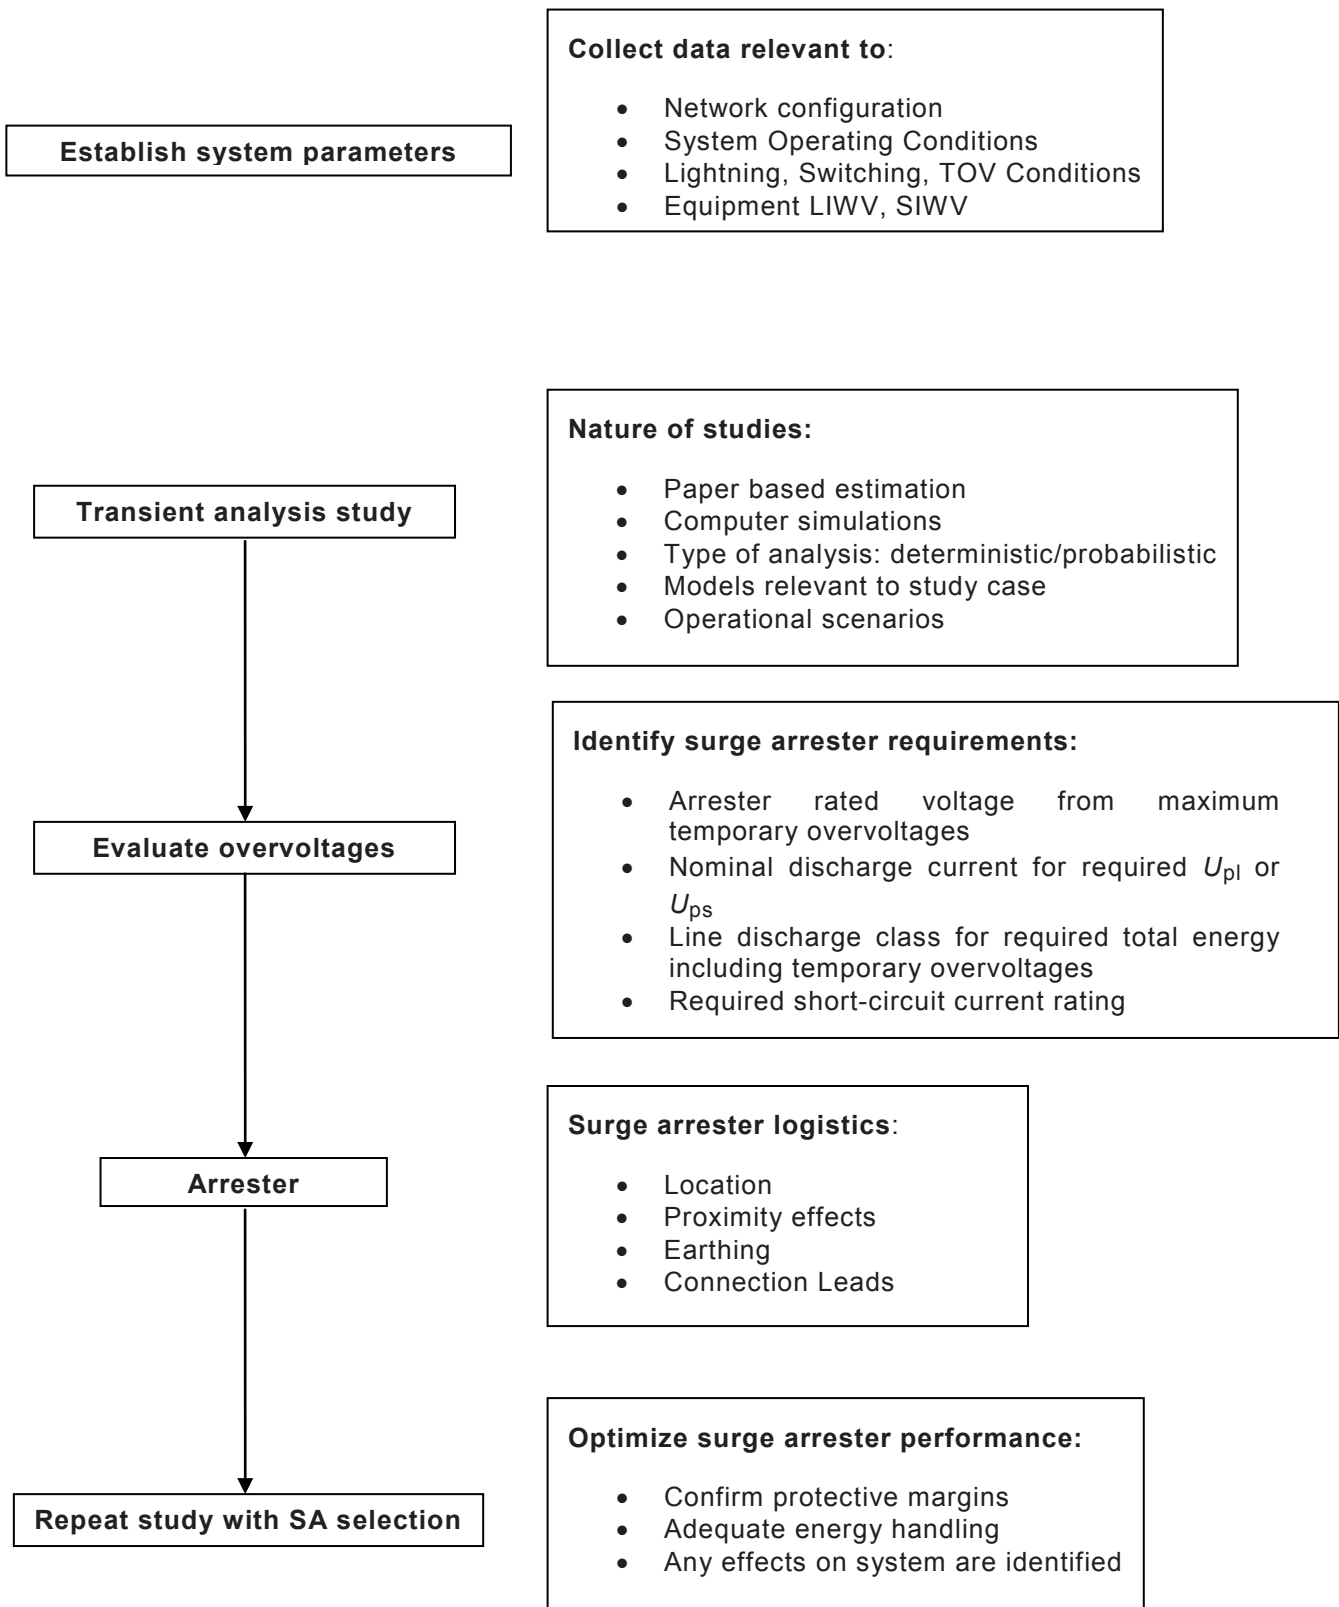 Establish system parameters
Collect data relevant to:
• Network configuration
• System Operating Conditions
• Lightning, Switching, TOV Conditions
• Equipment LIWV, SIWV
Transient analysis study
Nature of studies:
• Paper based estimation
• Computer simulations
• Type of analysis: deterministic/probabilistic
• Models relevant to study case
• Operational scenarios
Evaluate overvoltages
Identify surge arrester requirements:
• Arrester rated voltage from maximum
temporary overvoltages
• Nominal discharge current for required Upl or
Ups
• Line discharge class for required total energy
including temporary overvoltages
• Required short-circuit current rating
Arrester
Surge arrester logistics:
• Location
• Proximity effects
• Earthing
• Connection Leads
Repeat study with SA selection
Optimize surge arrester performance:
• Confirm protective margins
• Adequate energy handling
• Any effects on system are identified